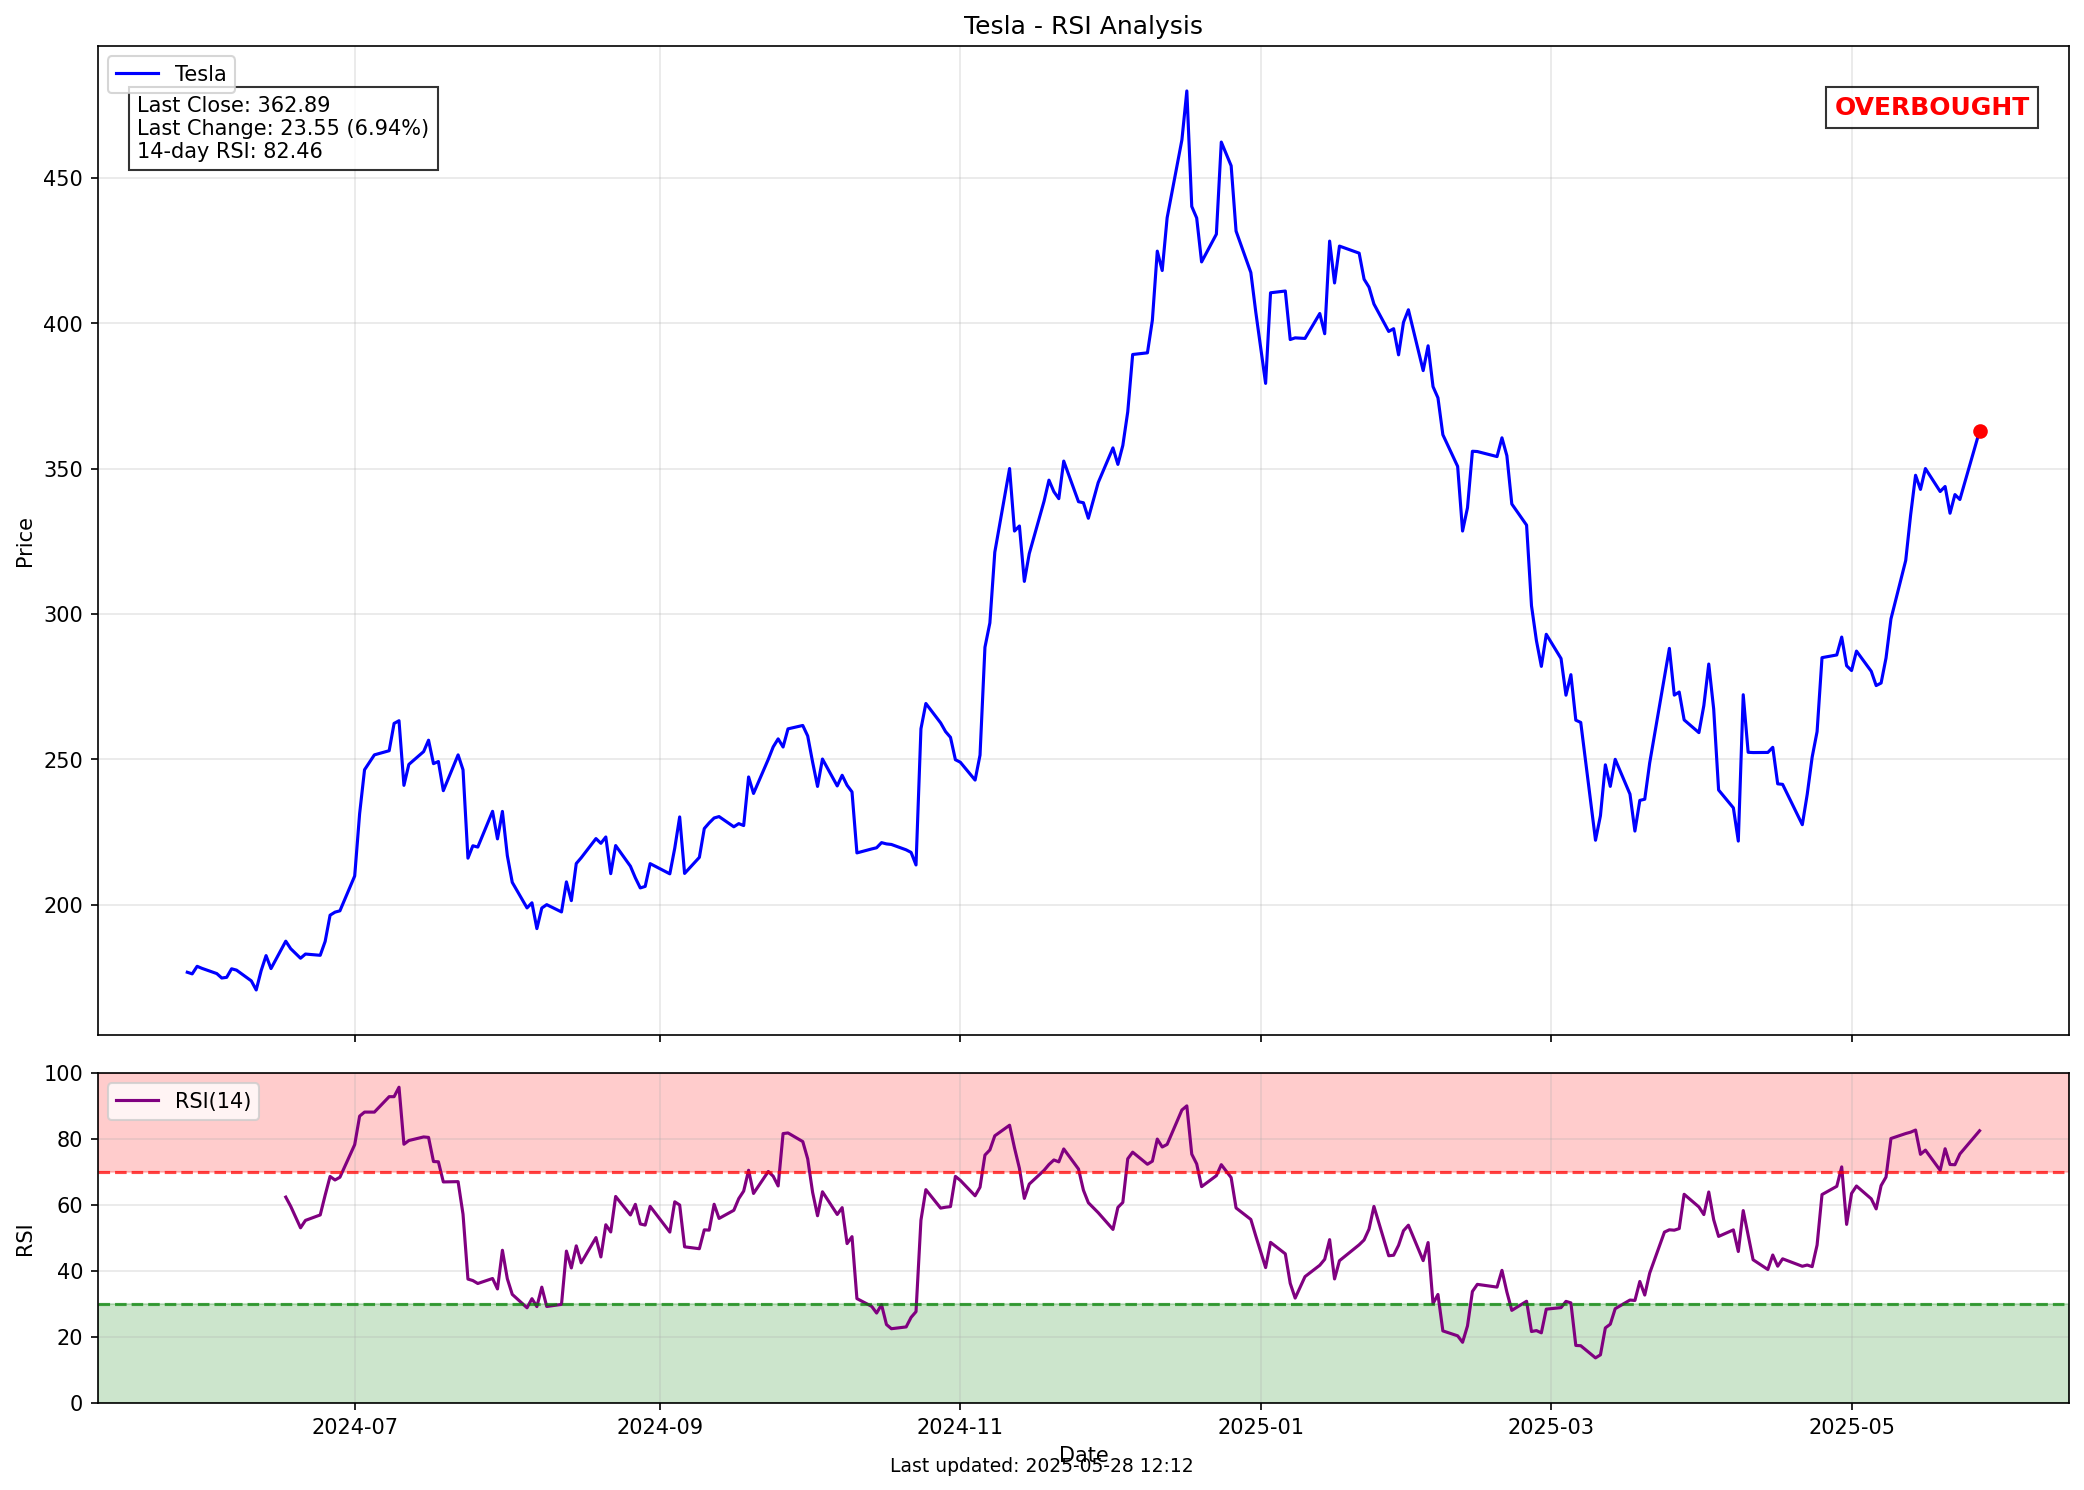 Tesla - RSI Analysis
Tesla
Last Close: 362.89
Last Change: 23.55 (6.94%)
14-day RSI: 82.46
OVERBOUGHT
Price
450
400
350
300
250
200
RSI(14)
RSI
100
80
60
40
20
0
2024-07
2024-09
2024-11
2025-01
2025-03
2025-05
Date
Last updated: 2025-05-28 12:12